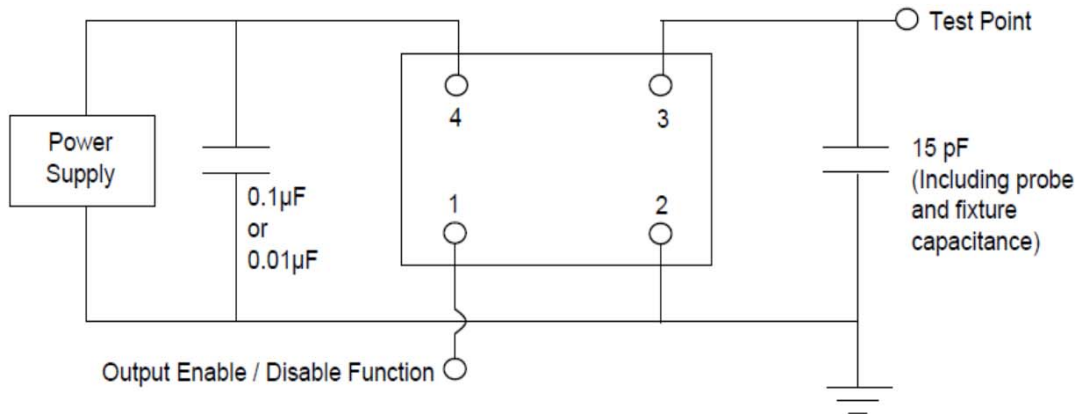 Test Point
4
3
Power
Supply
15 pF
(Including probe
and fixture
capacitance)
0.1µF
or
0.01µF
1
2
Output Enable / Disable Function